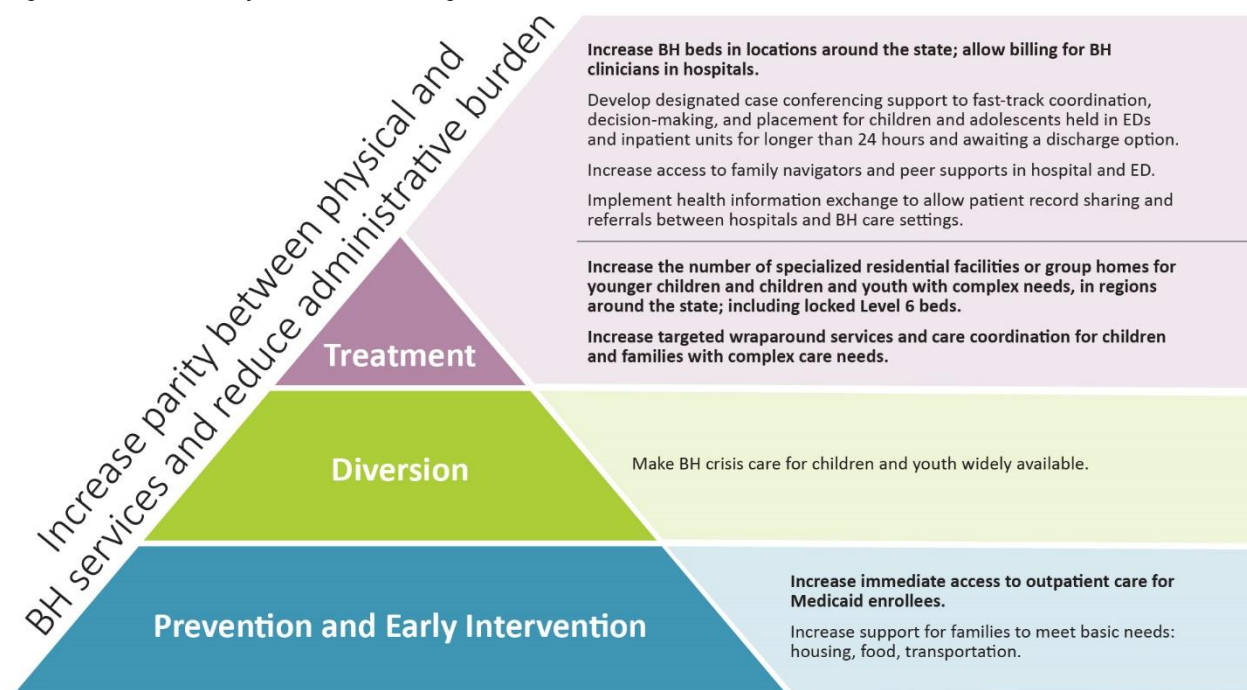 Increase parity between physical and
BH services and reduce administrative burden
Increase BH beds in locations around the state; allow billing for BH
clinicians in hospitals.
Develop designated case conferencing support to fast-track coordination,
decision-making, and placement for children and adolescents held in EDs
and inpatient units for longer than 24 hours and awaiting a discharge option.
Increase access to family navigators and peer supports in hospital and ED.
Implement health information exchange to allow patient record sharing and
referrals between hospitals and BH care settings.
Increase the number of specialized residential facilities or group homes for
younger children and children and youth with complex needs, in regions
around the state; including locked Level 6 beds.
Increase targeted wraparound services and care coordination for children
and families with complex care needs.
Treatment
Diversion
Make BH crisis care for children and youth widely available.
Prevention and Early Intervention
Increase immediate access to outpatient care for
Medicaid enrollees.
Increase support for families to meet basic needs:
housing, food, transportation.